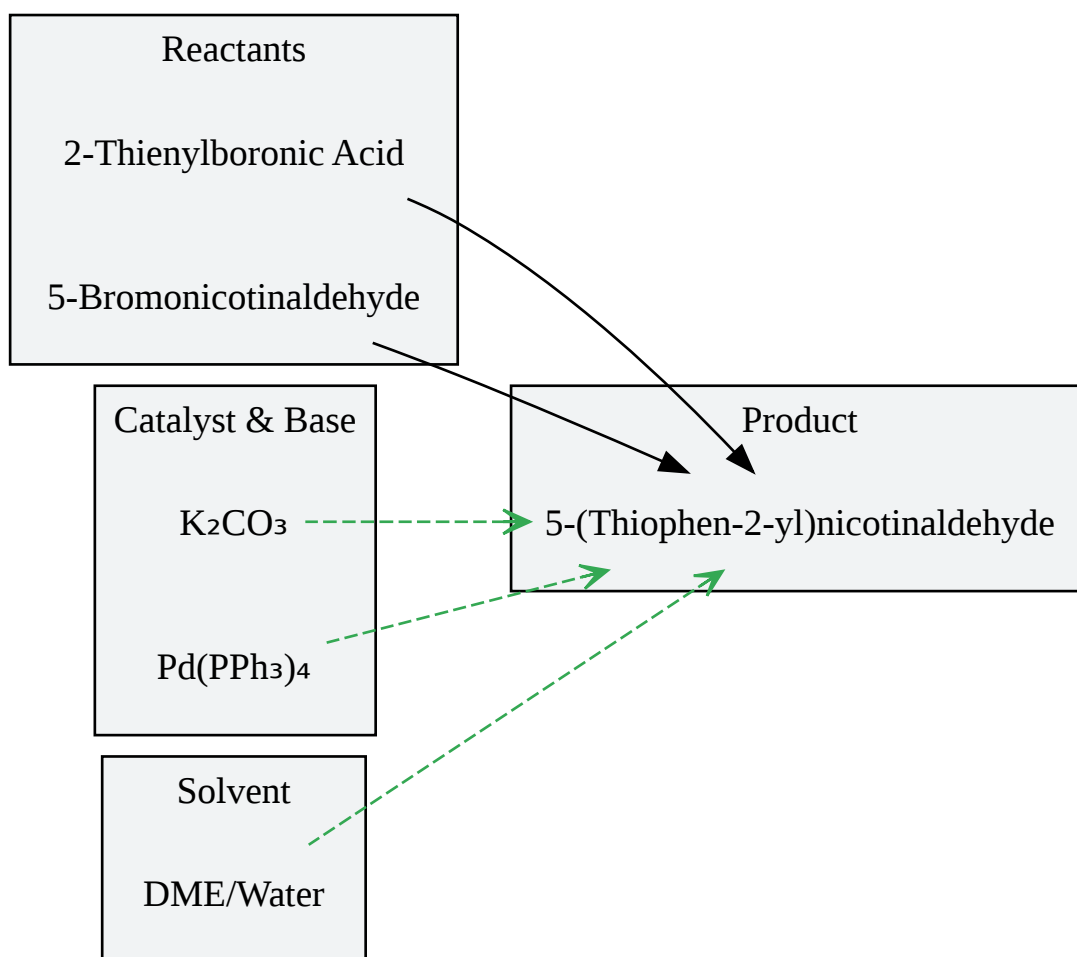 Reactants
2-Thienylboronic Acid
5-Bromonicotinaldehyde
Catalyst & Base
K₂CO₃
Pd(PPh₃)₄
Solvent
DME/Water
Product
5-(Thiophen-2-yl)nicotinaldehyde